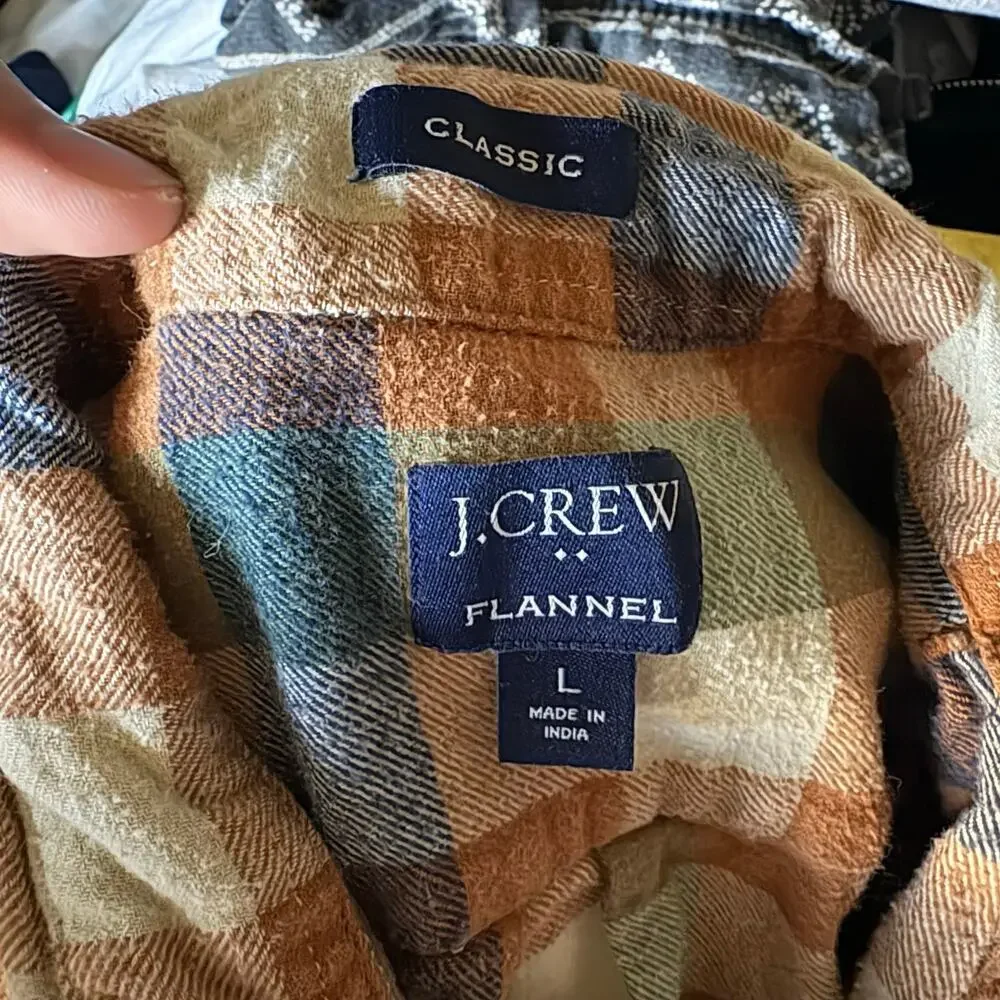 CLASSIC
J.CREW
FLANNEL
L
MADE IN
INDIA